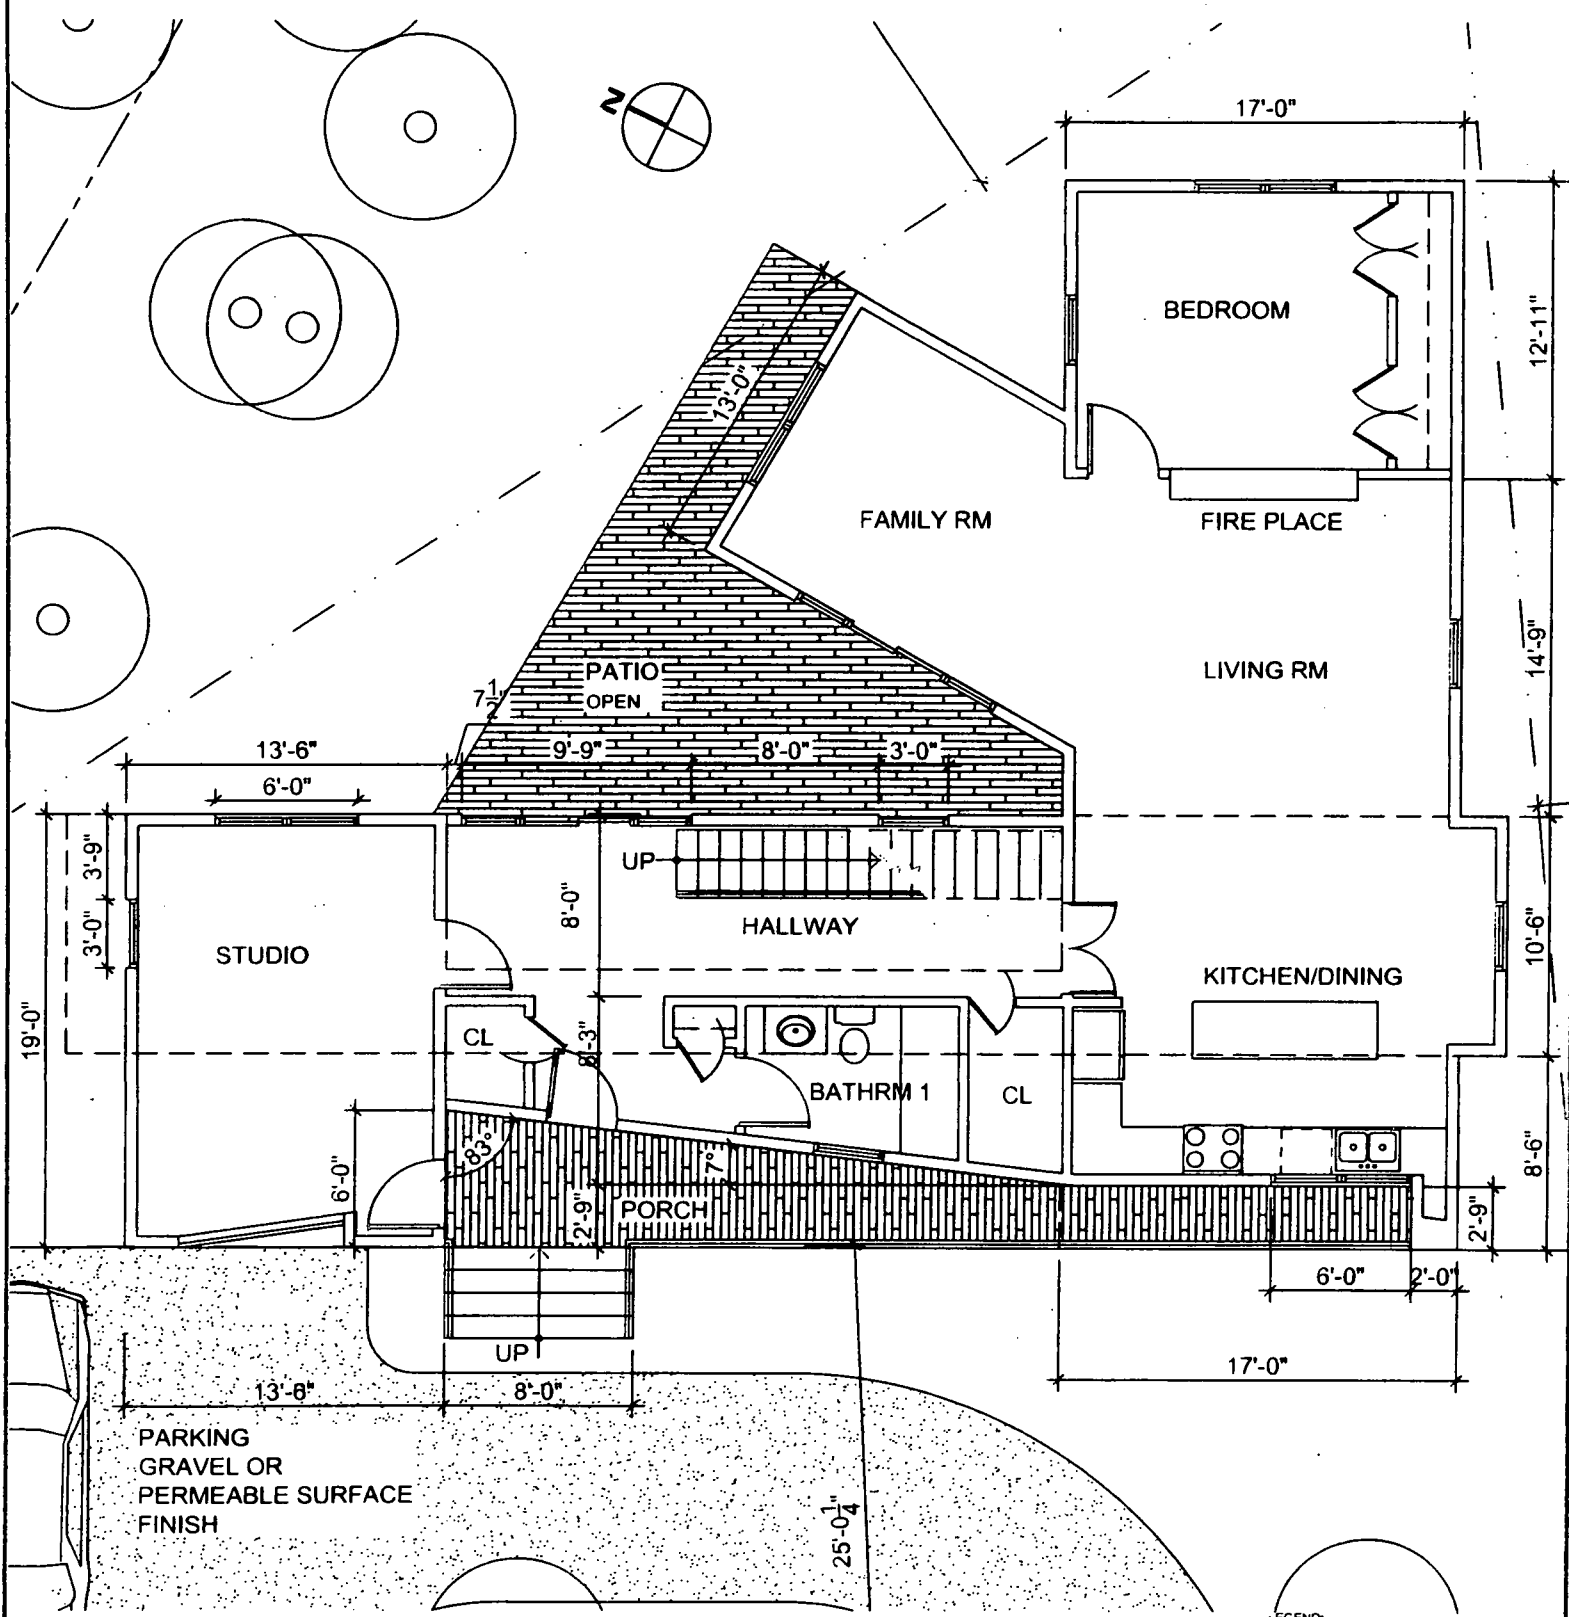 N
17'-0"
BEDROOM
12'-11"
13'-0"
FAMILY RM
FIRE PLACE
14'-9"
PATIO
OPEN
LIVING RM
7 1/2"
13'-6"
9'-9"
8'-0"
3'-0"
6'-0"
3'-9"
UP
8'-0"
HALLWAY
3'-0"
STUDIO
KITCHEN/DINING
10'-6"
19'-0"
CL
8'-3"
BATHRM 1
CL
83°
7°
8'-6"
6'-0"
2'-9"
PORCH
2'-9"
6'-0"
2'-0"
UP
17'-0"
13'-6"
8'-0"
PARKING
GRAVEL OR
PERMEABLE SURFACE
FINISH
25'-0 1/4"